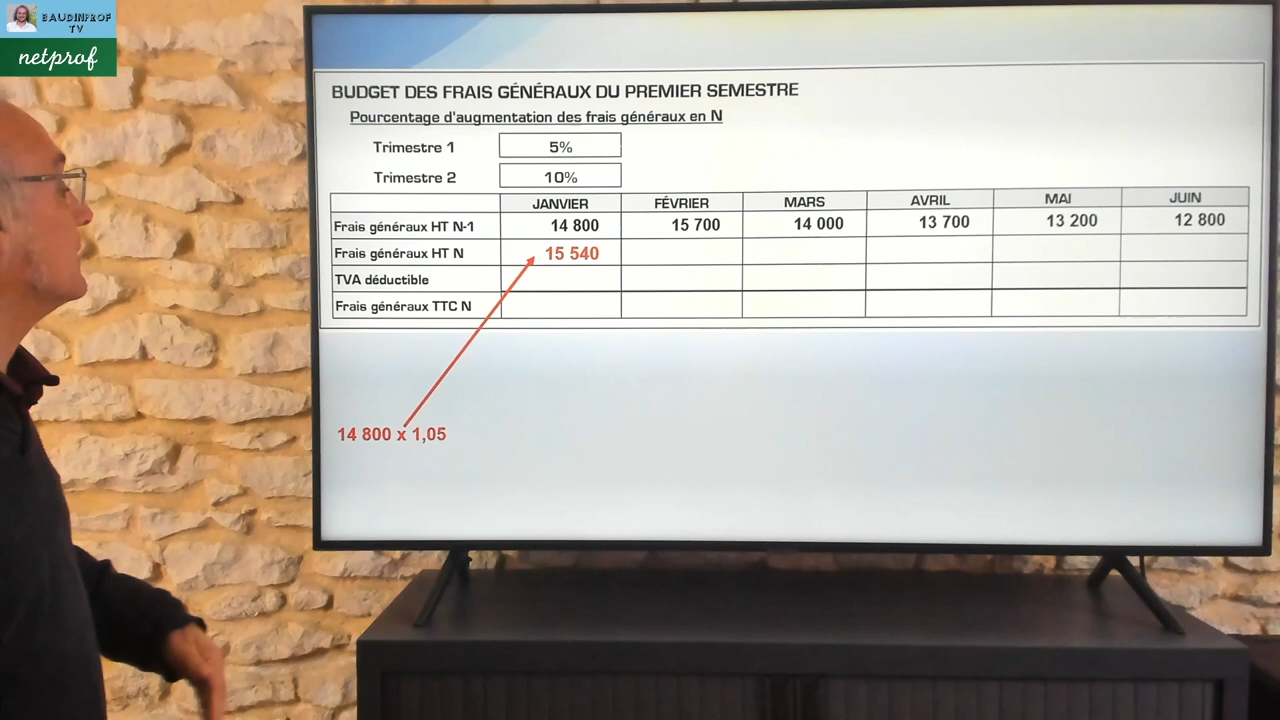 BAUDINPROF
TV
netprof
BUDGET DES FRAIS GÉNÉRAUX DU PREMIER SEMESTRE
Pourcentage d'augmentation des frais généraux en N
Trimestre 1 5%
Trimestre 2 10%
JANVIER FÉVRIER MARS AVRIL MAI JUIN
Frais généraux HT N-1 14 800 15 700 14 000 13 700 13 200 12 800
Frais généraux HT N 15 540
TVA déductible
Frais généraux TTC N
14 800 x 1,05